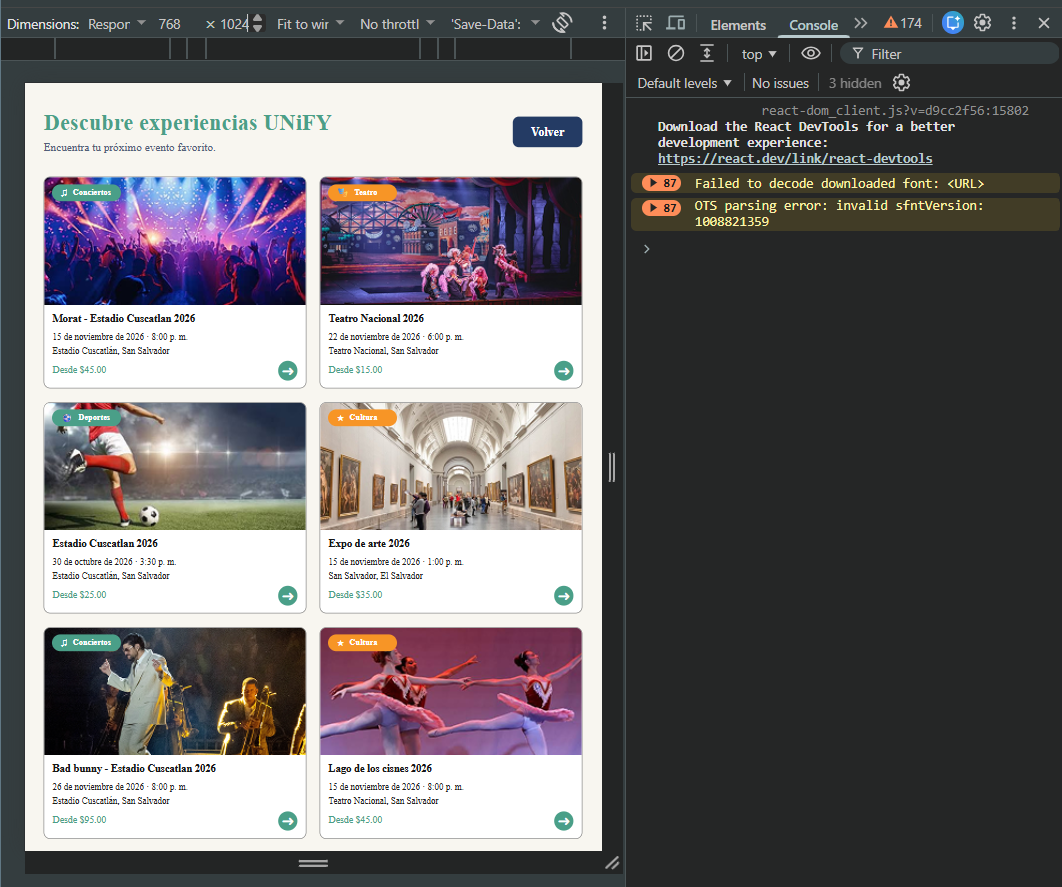 Dimensions: Respor 768 × 1024 Fit to wir No throttl 'Save-Data':
Elements Console 174
top Filter
Default levels No issues 3 hidden
react-dom_client.js?v=d9cc2f56:15802
Download the React DevTools for a better
development experience:
https://react.dev/link/react-devtools
87 Failed to decode downloaded font: <URL>
87 OTS parsing error: invalid sfntVersion:
1008821359
Descubre experiencias UNiFY
Encuentra tu próximo evento favorito.
Volver
Conciertos
Morat - Estadio Cuscatlan 2026
15 de noviembre de 2026 · 8:00 p. m.
Estadio Cuscatlán, San Salvador
Desde $45.00
Teatro
Teatro Nacional 2026
22 de noviembre de 2026 · 6:00 p. m.
Teatro Nacional, San Salvador
Desde $15.00
Deportes
Estadio Cuscatlan 2026
30 de octubre de 2026 · 3:30 p. m.
Estadio Cuscatlán, San Salvador
Desde $25.00
Cultura
Expo de arte 2026
15 de noviembre de 2026 · 1:00 p. m.
San Salvador, El Salvador
Desde $35.00
Conciertos
Bad bunny - Estadio Cuscatlan 2026
26 de noviembre de 2026 · 8:00 p. m.
Estadio Cuscatlán, San Salvador
Desde $95.00
Cultura
Lago de los cisnes 2026
15 de noviembre de 2026 · 8:00 p. m.
Teatro Nacional, San Salvador
Desde $45.00